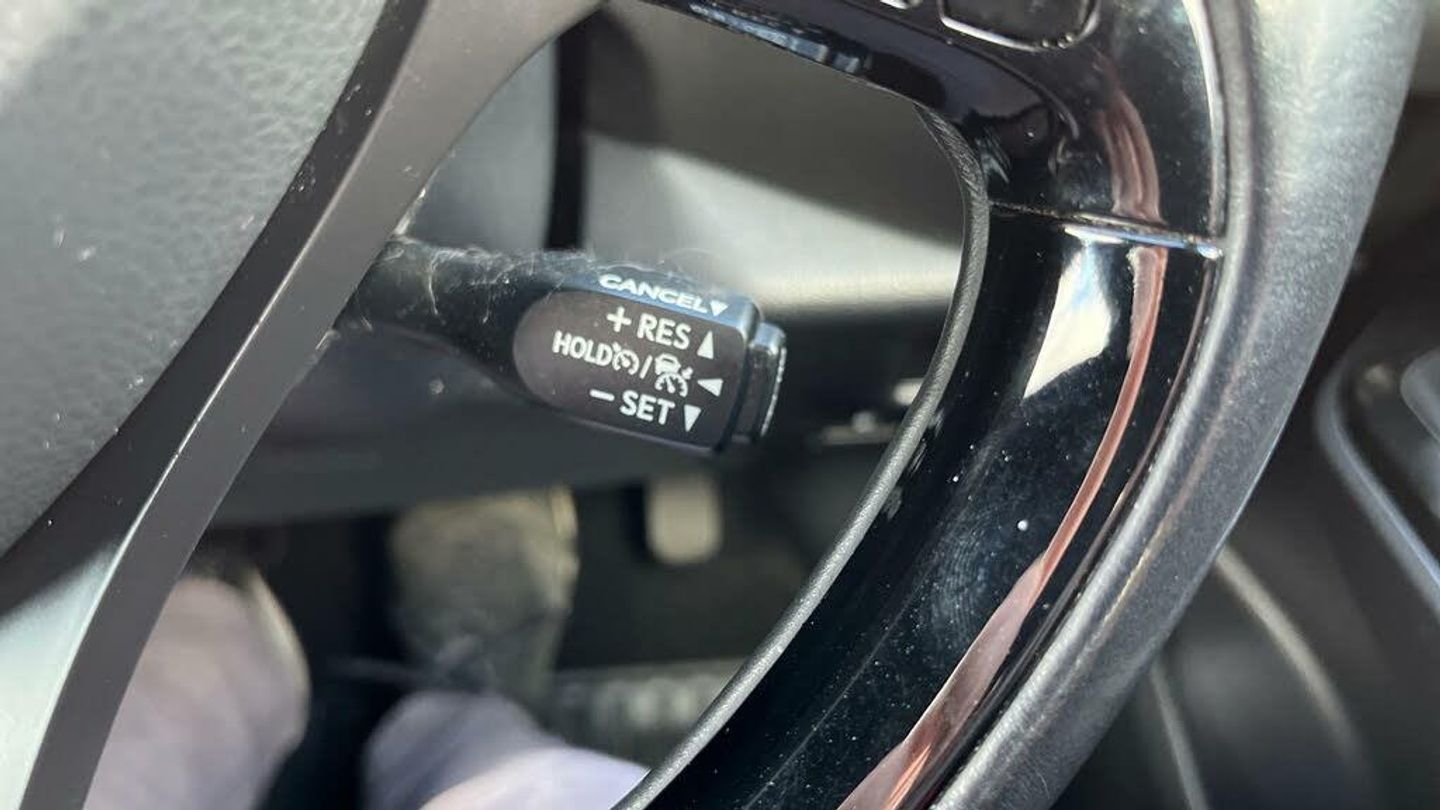 CANCEL▼
+ RES ▲
HOLD / ◀
− SET ▼